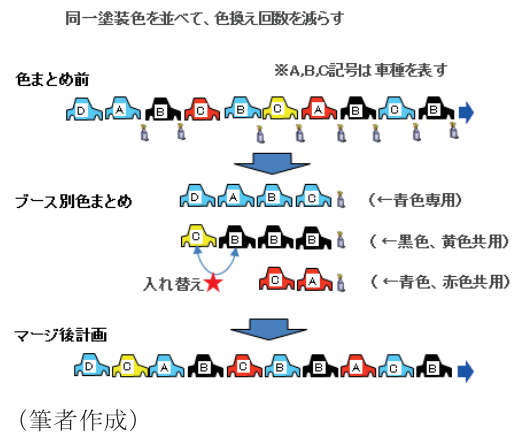 同一塗装色を並べて、色換え回数を減らす
※A,B,C記号は車種を表す
色まとめ前
D A B C B C A B C B
ブース別色まとめ
D A B C (←青色専用)
C B B B (←黒色、黄色共用)
入れ替え★ C A (←青色、赤色共用)
マージ後計画
D C A B C B B A C B
(筆者作成)